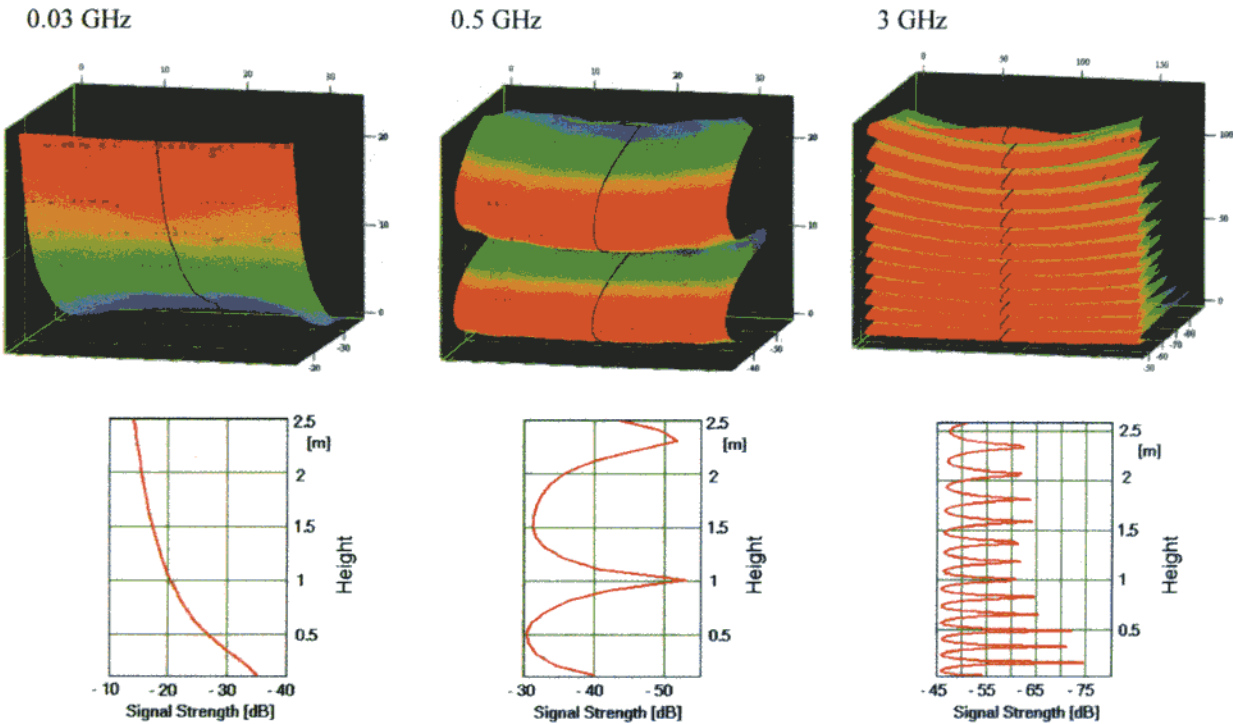 0.03 GHz
0.5 GHz
3 GHz
0 10 20 30
20
10
0
-30
-20
0 10 20 30
20
10
0
-30
-40
0 50 100 150
100
50
0
-80
-70
-60
-50
2.5
[m]
2
1.5
1
0.5
Height
- 10 - 20 - 30 - 40
Signal Strength [dB]
2.5
[m]
2
1.5
1
0.5
Height
- 30 - 40 - 50
Signal Strength [dB]
2.5
[m]
2
1.5
1
0.5
Height
- 45 - 55 - 65 - 75
Signal Strength [dB]